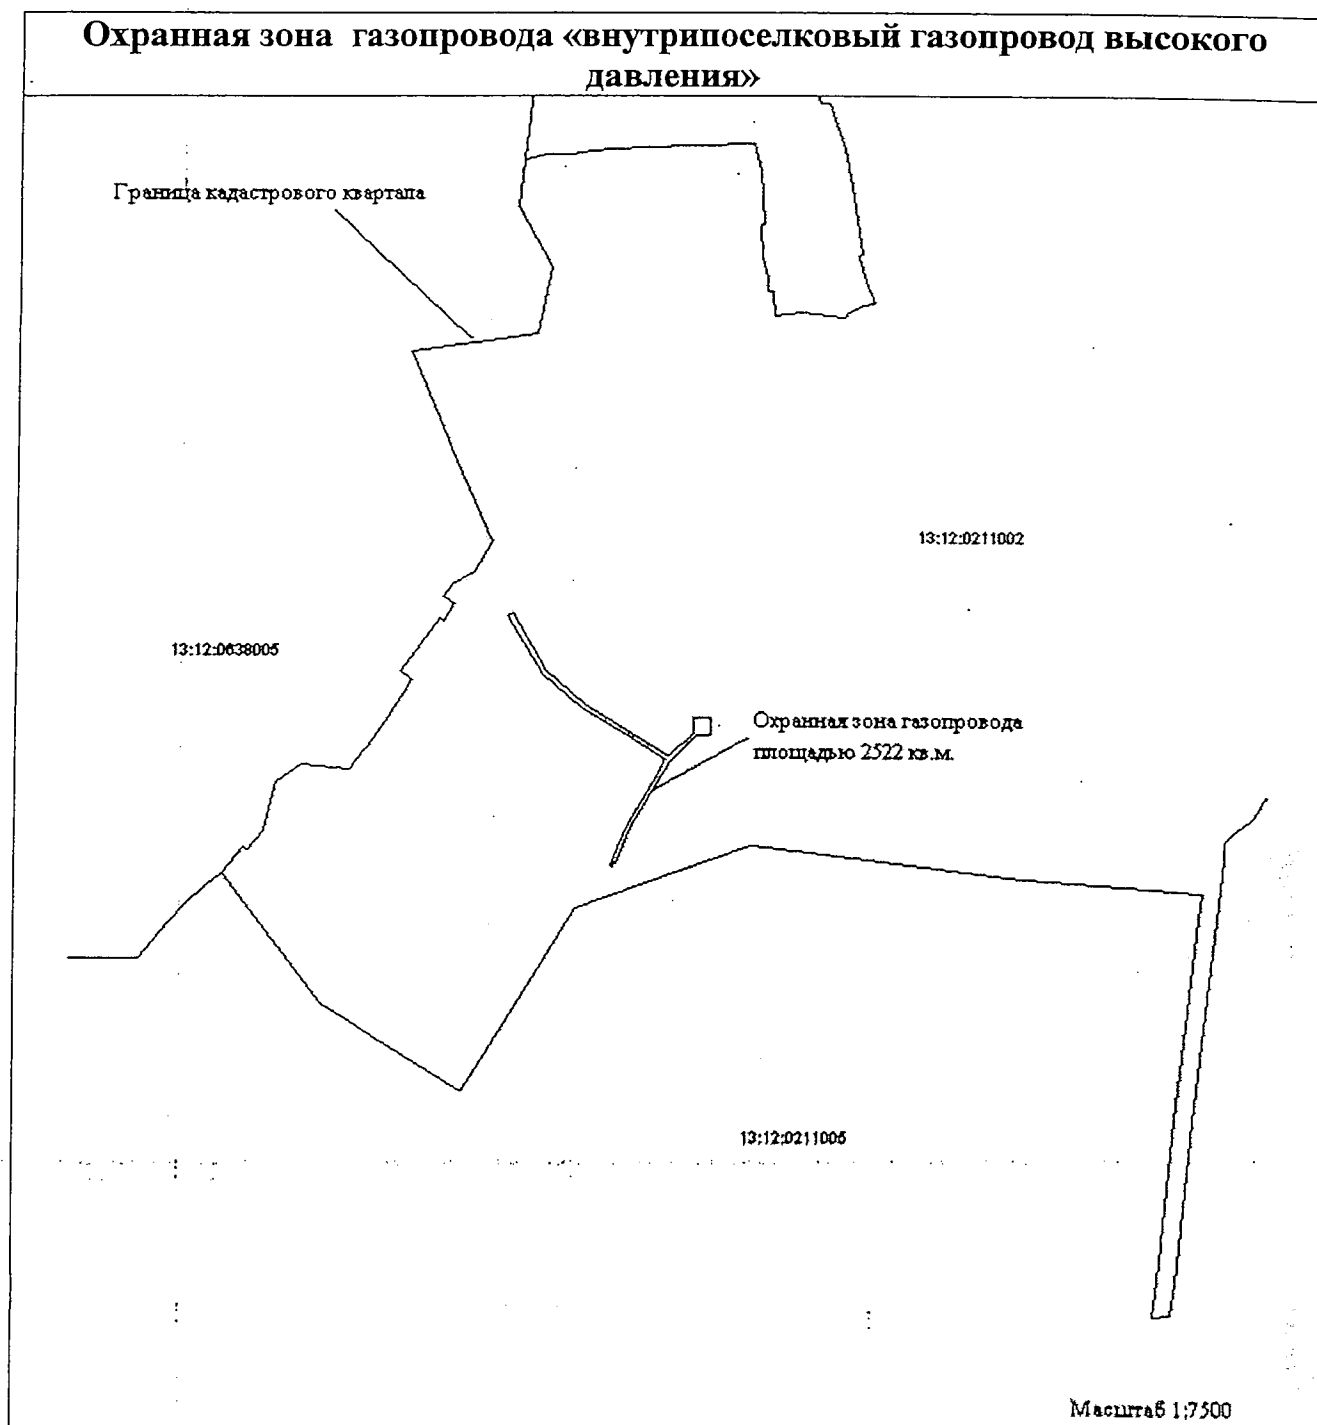 Охранная зона газопровода «внутрипоселковый газопровод высокого
давления»
Граница кадастрового квартала
13:12:0211002
13:12:0638005
Охранная зона газопровода
площадью 2522 кв.м.
13:12:0211005
Масштаб 1:7500